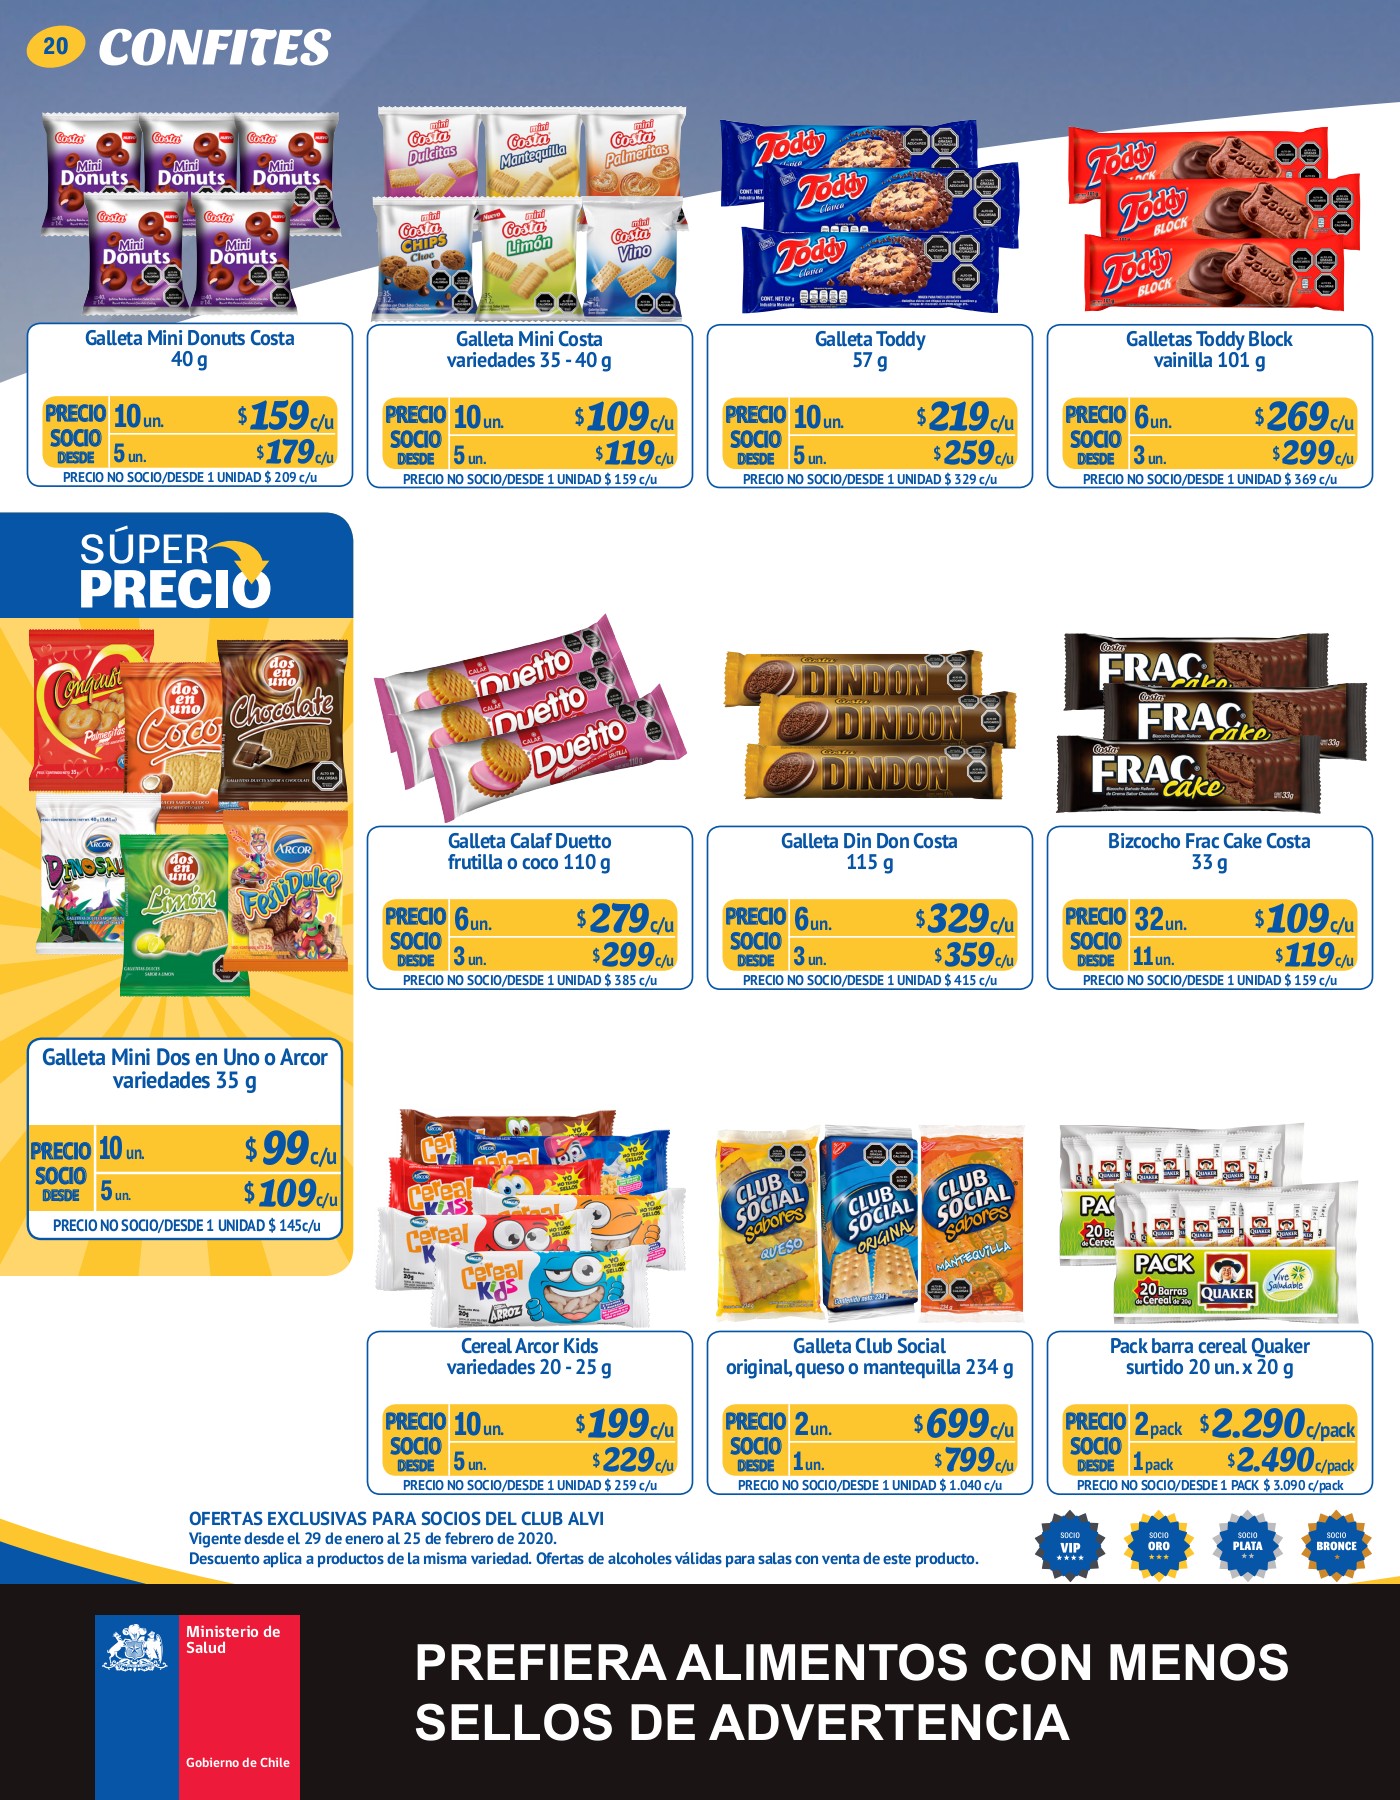 20 CONFITES
Galleta Mini Donuts Costa
40 g
PRECIO SOCIO DESDE
10 un. $ 159 c/u
5 un. $ 179 c/u
PRECIO NO SOCIO/DESDE 1 UNIDAD $ 209 c/u
Galleta Mini Costa
variedades 35 - 40 g
PRECIO SOCIO DESDE
10 un. $ 109 c/u
5 un. $ 119 c/u
PRECIO NO SOCIO/DESDE 1 UNIDAD $ 159 c/u
Galleta Toddy
57 g
PRECIO SOCIO DESDE
10 un. $ 219 c/u
5 un. $ 259 c/u
PRECIO NO SOCIO/DESDE 1 UNIDAD $ 329 c/u
Galletas Toddy Block
vainilla 101 g
PRECIO SOCIO DESDE
6 un. $ 269 c/u
3 un. $ 299 c/u
PRECIO NO SOCIO/DESDE 1 UNIDAD $ 369 c/u
SÚPER
PRECIO
Galleta Mini Dos en Uno o Arcor
variedades 35 g
PRECIO SOCIO DESDE
10 un. $ 99 c/u
5 un. $ 109 c/u
PRECIO NO SOCIO/DESDE 1 UNIDAD $ 145c/u
Galleta Calaf Duetto
frutilla o coco 110 g
PRECIO SOCIO DESDE
6 un. $ 279 c/u
3 un. $ 299 c/u
PRECIO NO SOCIO/DESDE 1 UNIDAD $ 385 c/u
Galleta Din Don Costa
115 g
PRECIO SOCIO DESDE
6 un. $ 329 c/u
3 un. $ 359 c/u
PRECIO NO SOCIO/DESDE 1 UNIDAD $ 415 c/u
Bizcocho Frac Cake Costa
33 g
PRECIO SOCIO DESDE
32 un. $ 109 c/u
11 un. $ 119 c/u
PRECIO NO SOCIO/DESDE 1 UNIDAD $ 159 c/u
Cereal Arcor Kids
variedades 20 - 25 g
PRECIO SOCIO DESDE
10 un. $ 199 c/u
5 un. $ 229 c/u
PRECIO NO SOCIO/DESDE 1 UNIDAD $ 259 c/u
Galleta Club Social
original, queso o mantequilla 234 g
PRECIO SOCIO DESDE
2 un. $ 699 c/u
1 un. $ 799 c/u
PRECIO NO SOCIO/DESDE 1 UNIDAD $ 1.040 c/u
Pack barra cereal Quaker
surtido 20 un. x 20 g
PRECIO SOCIO DESDE
2 pack $ 2.290 c/pack
1 pack $ 2.490 c/pack
PRECIO NO SOCIO/DESDE 1 PACK $ 3.090 c/pack
OFERTAS EXCLUSIVAS PARA SOCIOS DEL CLUB ALVI
Vigente desde el 29 de enero al 25 de febrero de 2020.
Descuento aplica a productos de la misma variedad. Ofertas de alcoholes válidas para salas con venta de este producto.
SOCIO VIP
SOCIO ORO
SOCIO PLATA
SOCIO BRONCE
Ministerio de
Salud
Gobierno de Chile
PREFIERA ALIMENTOS CON MENOS
SELLOS DE ADVERTENCIA